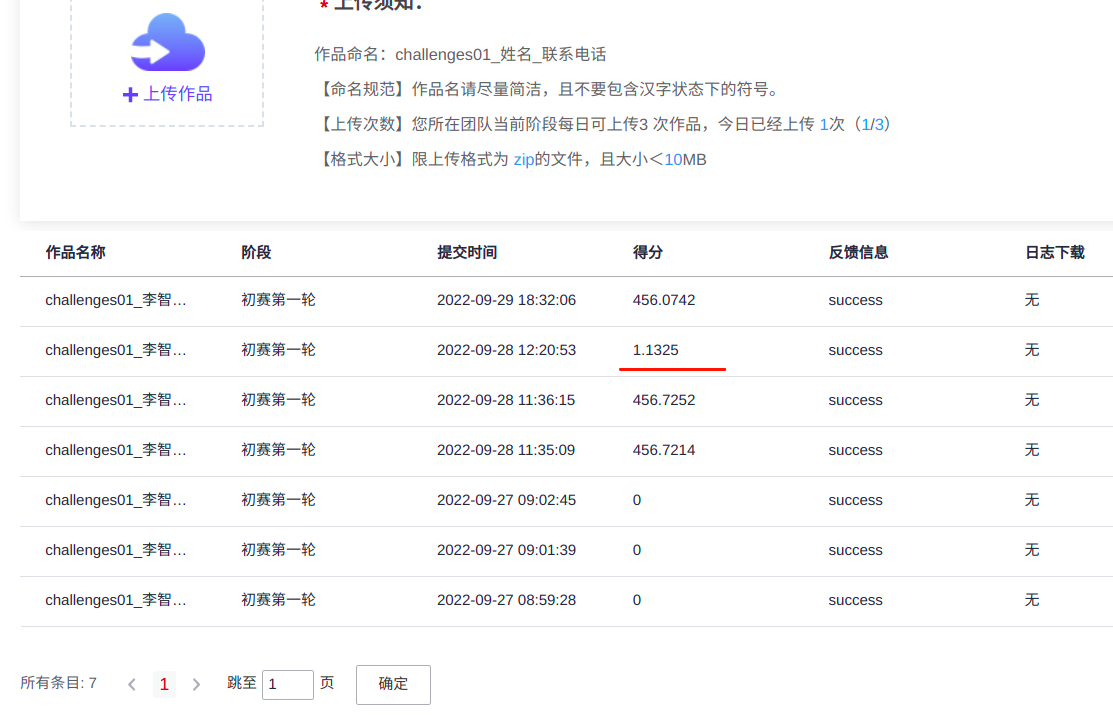 * 上传须知:
上传作品
作品命名：challenges01_姓名_联系电话
【命名规范】作品名请尽量简洁，且不要包含汉字状态下的符号。
【上传次数】您所在团队当前阶段每日可上传3 次作品，今日已经上传 1次（1/3）
【格式大小】限上传格式为 zip的文件，且大小＜10MB
作品名称 阶段 提交时间 得分 反馈信息 日志下载
challenges01_李智… 初赛第一轮 2022-09-29 18:32:06 456.0742 success 无
challenges01_李智… 初赛第一轮 2022-09-28 12:20:53 1.1325 success 无
challenges01_李智… 初赛第一轮 2022-09-28 11:36:15 456.7252 success 无
challenges01_李智… 初赛第一轮 2022-09-28 11:35:09 456.7214 success 无
challenges01_李智… 初赛第一轮 2022-09-27 09:02:45 0 success 无
challenges01_李智… 初赛第一轮 2022-09-27 09:01:39 0 success 无
challenges01_李智… 初赛第一轮 2022-09-27 08:59:28 0 success 无
所有条目: 7 1 跳至 1 页 确定